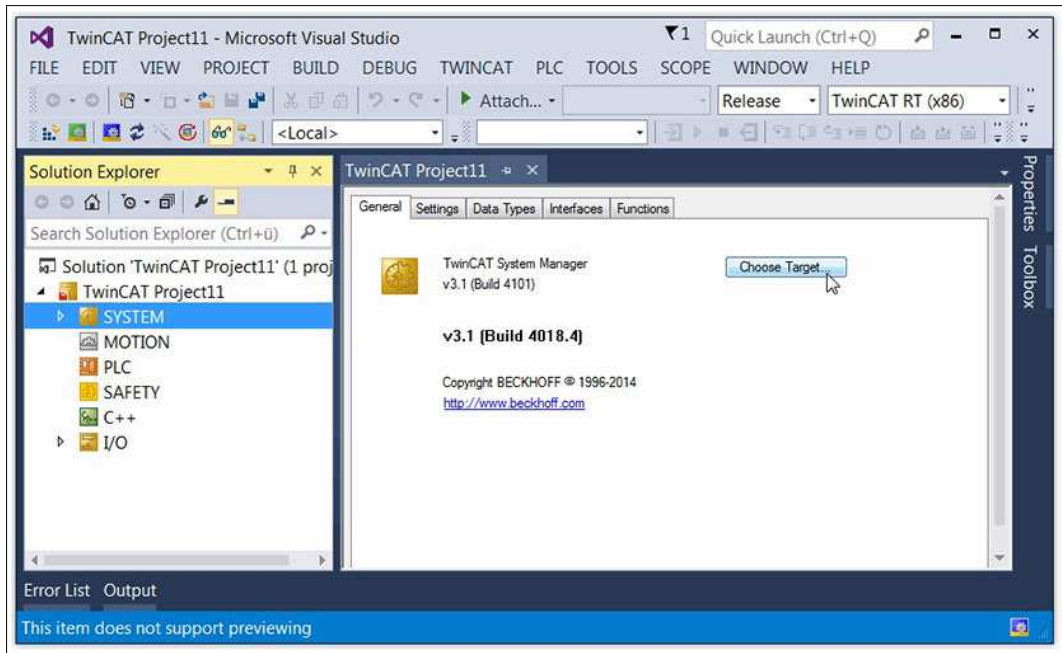 TwinCAT Project11 - Microsoft Visual Studio
1
Quick Launch (Ctrl+Q)
FILE EDIT VIEW PROJECT BUILD DEBUG TWINCAT PLC TOOLS SCOPE WINDOW HELP
Attach... Release TwinCAT RT (x86)
<Local>
Solution Explorer
Search Solution Explorer (Ctrl+ü)
Solution 'TwinCAT Project11' (1 proj
TwinCAT Project11
SYSTEM
MOTION
PLC
SAFETY
C++
I/O
TwinCAT Project11
General Settings Data Types Interfaces Functions
TwinCAT System Manager
v3.1 (Build 4101)
Choose Target...
v3.1 (Build 4018.4)
Copyright BECKHOFF © 1996-2014
http://www.beckhoff.com
Properties
Toolbox
Error List Output
This item does not support previewing